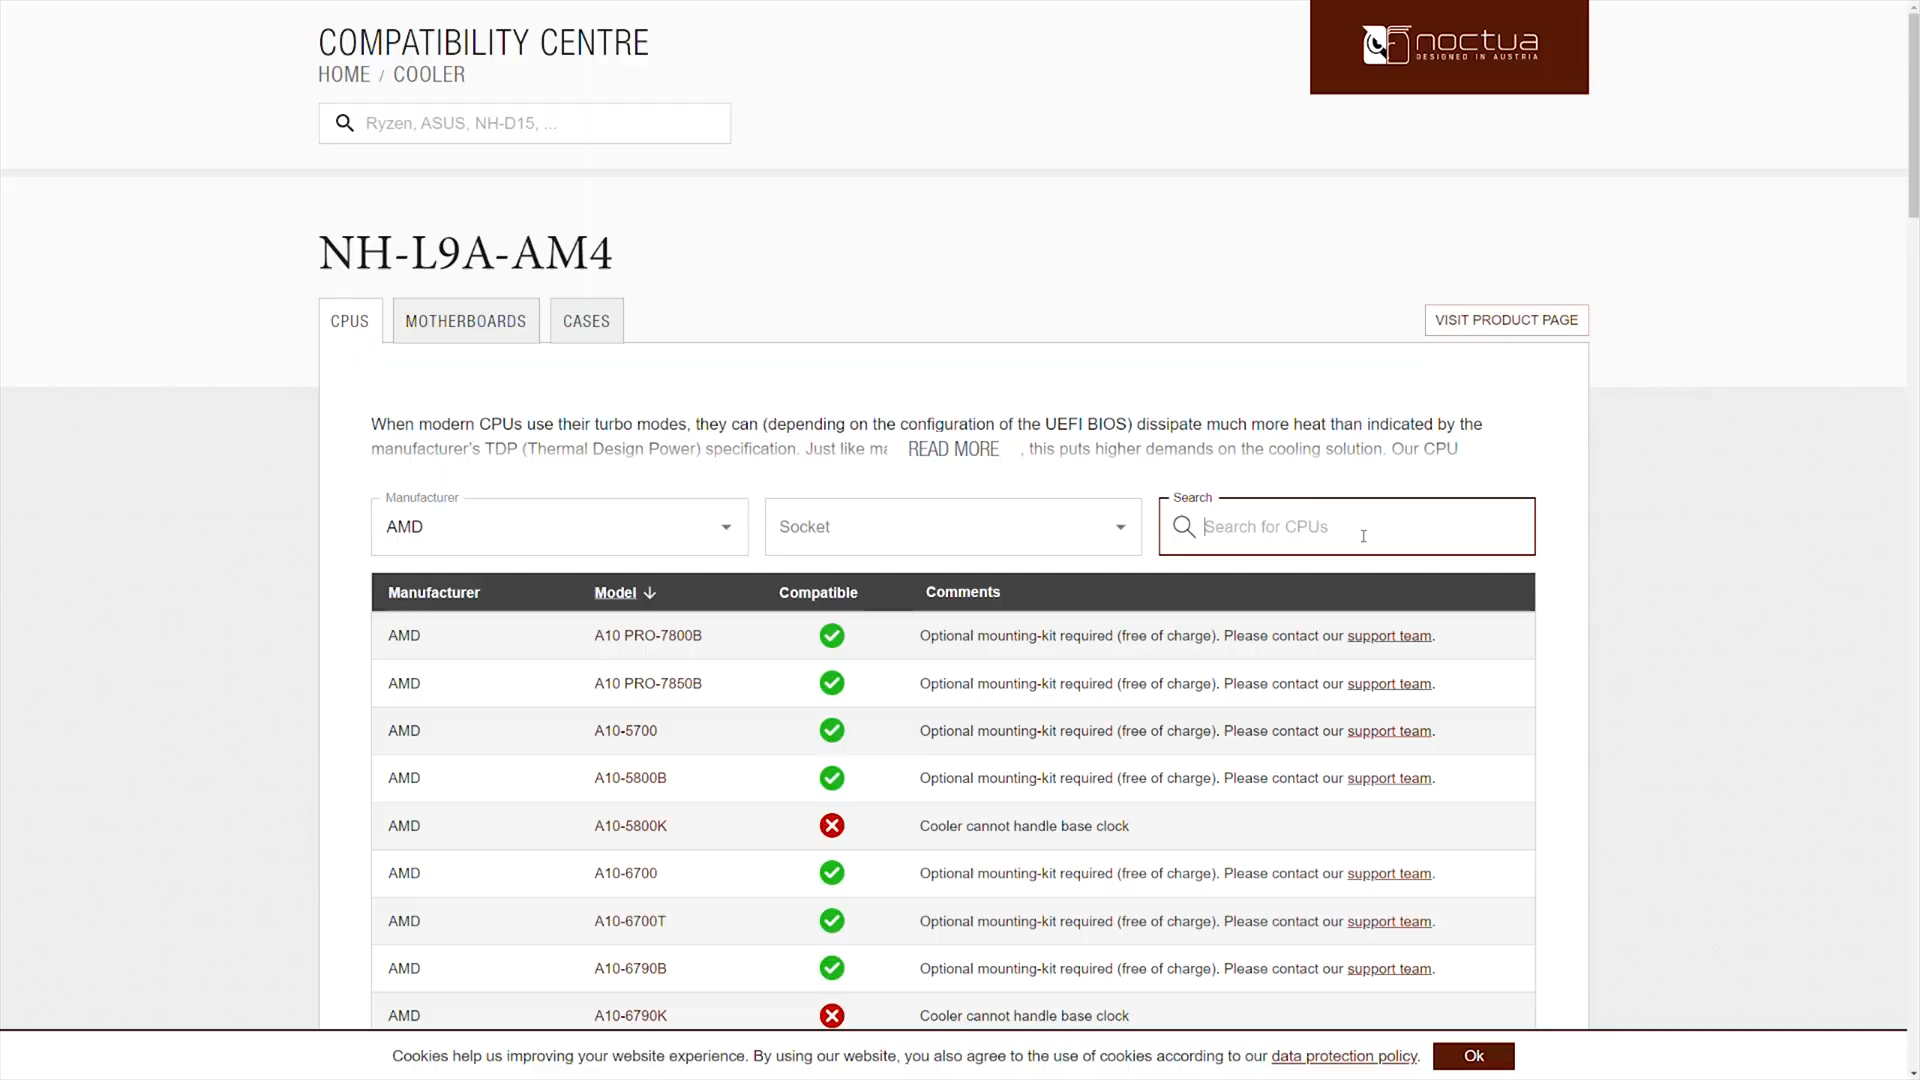 COMPATIBILITY CENTRE
HOME / COOLER
noctua
DESIGNED IN AUSTRIA
Ryzen, ASUS, NH-D15, ...
NH-L9A-AM4
CPUS
MOTHERBOARDS
CASES
VISIT PRODUCT PAGE
When modern CPUs use their turbo modes, they can (depending on the configuration of the UEFI BIOS) dissipate much more heat than indicated by the
manufacturer's TDP (Thermal Design Power) specification. Just like ma READ MORE , this puts higher demands on the cooling solution. Our CPU
Manufacturer
Search
AMD
Socket
Search for CPUs
Manufacturer Model Compatible Comments
AMD A10 PRO-7800B Optional mounting-kit required (free of charge). Please contact our support team.
AMD A10 PRO-7850B Optional mounting-kit required (free of charge). Please contact our support team.
AMD A10-5700 Optional mounting-kit required (free of charge). Please contact our support team.
AMD A10-5800B Optional mounting-kit required (free of charge). Please contact our support team.
AMD A10-5800K Cooler cannot handle base clock
AMD A10-6700 Optional mounting-kit required (free of charge). Please contact our support team.
AMD A10-6700T Optional mounting-kit required (free of charge). Please contact our support team.
AMD A10-6790B Optional mounting-kit required (free of charge). Please contact our support team.
AMD A10-6790K Cooler cannot handle base clock
Cookies help us improving your website experience. By using our website, you also agree to the use of cookies according to our data protection policy. Ok